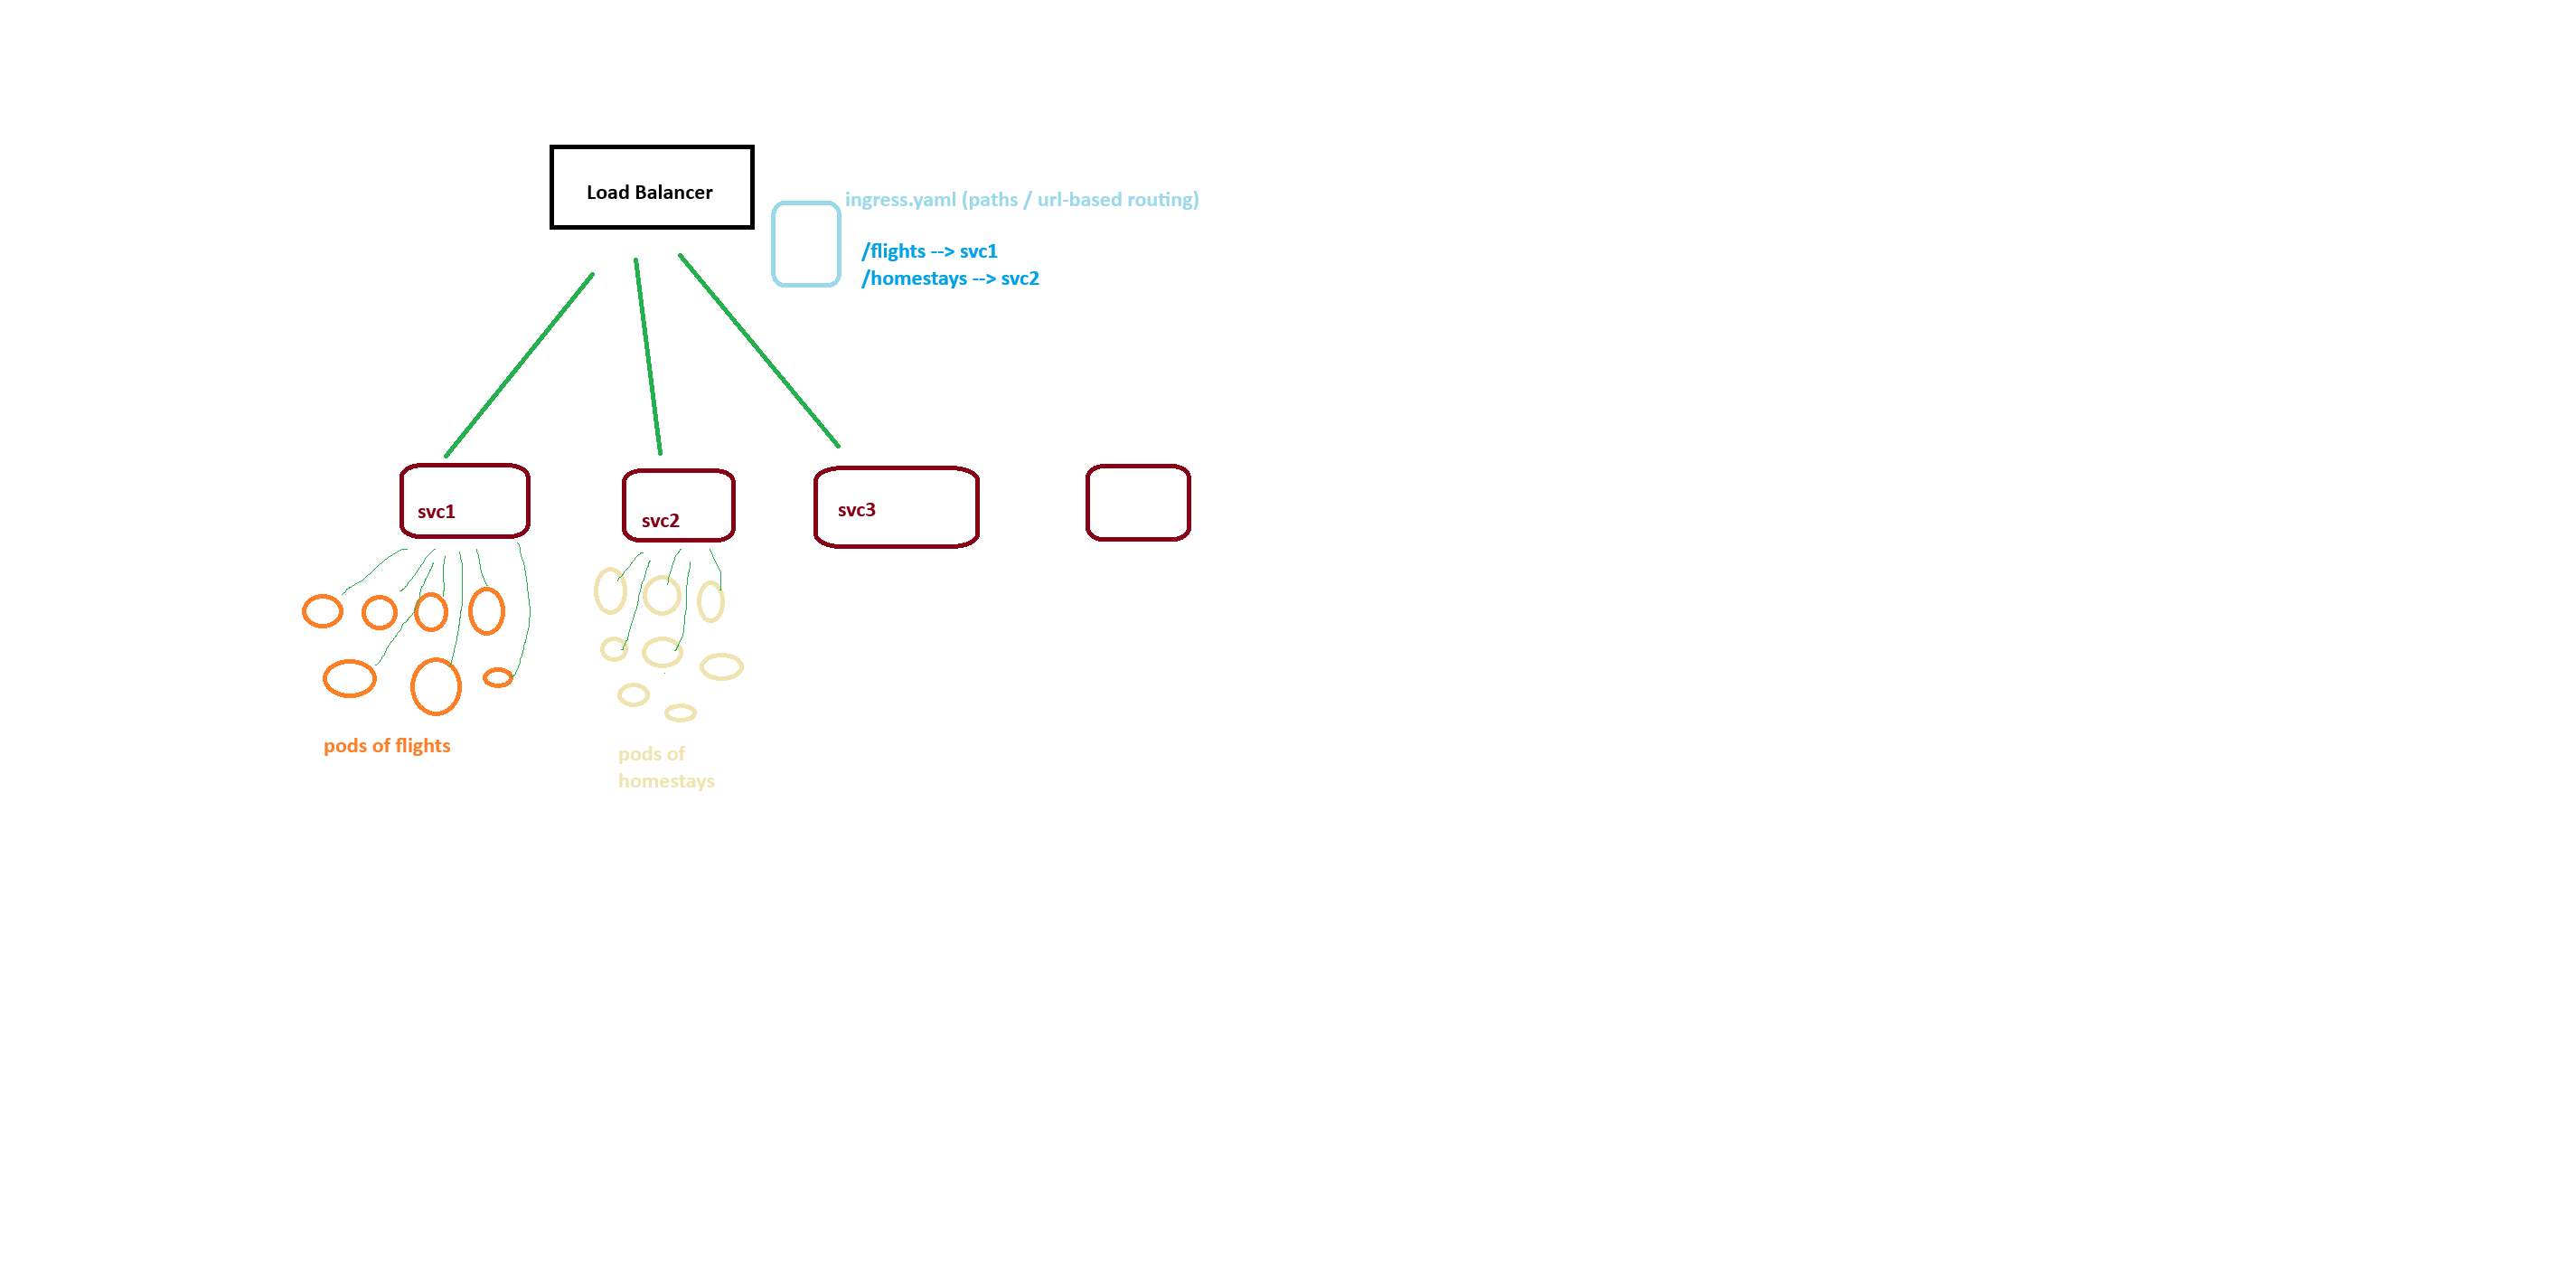 Load Balancer
ingress.yaml (paths / url-based routing)
/flights --> svc1
/homestays --> svc2
svc1
svc2
svc3
pods of flights
pods of
homestays